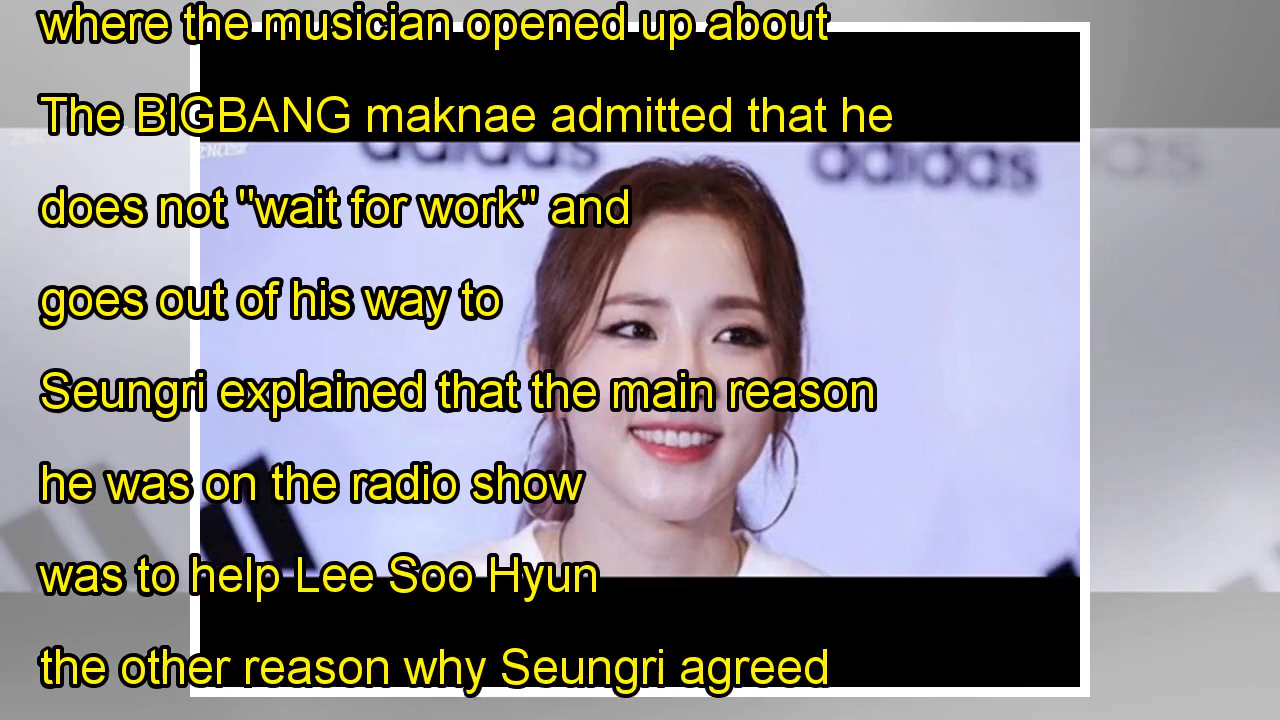 where the musician opened up about
The BIGBANG maknae admitted that he
adidas
adidas
does not "wait for work" and
goes out of his way to
Seungri explained that the main reason
he was on the radio show
was to help Lee Soo Hyun
the other reason why Seungri agreed